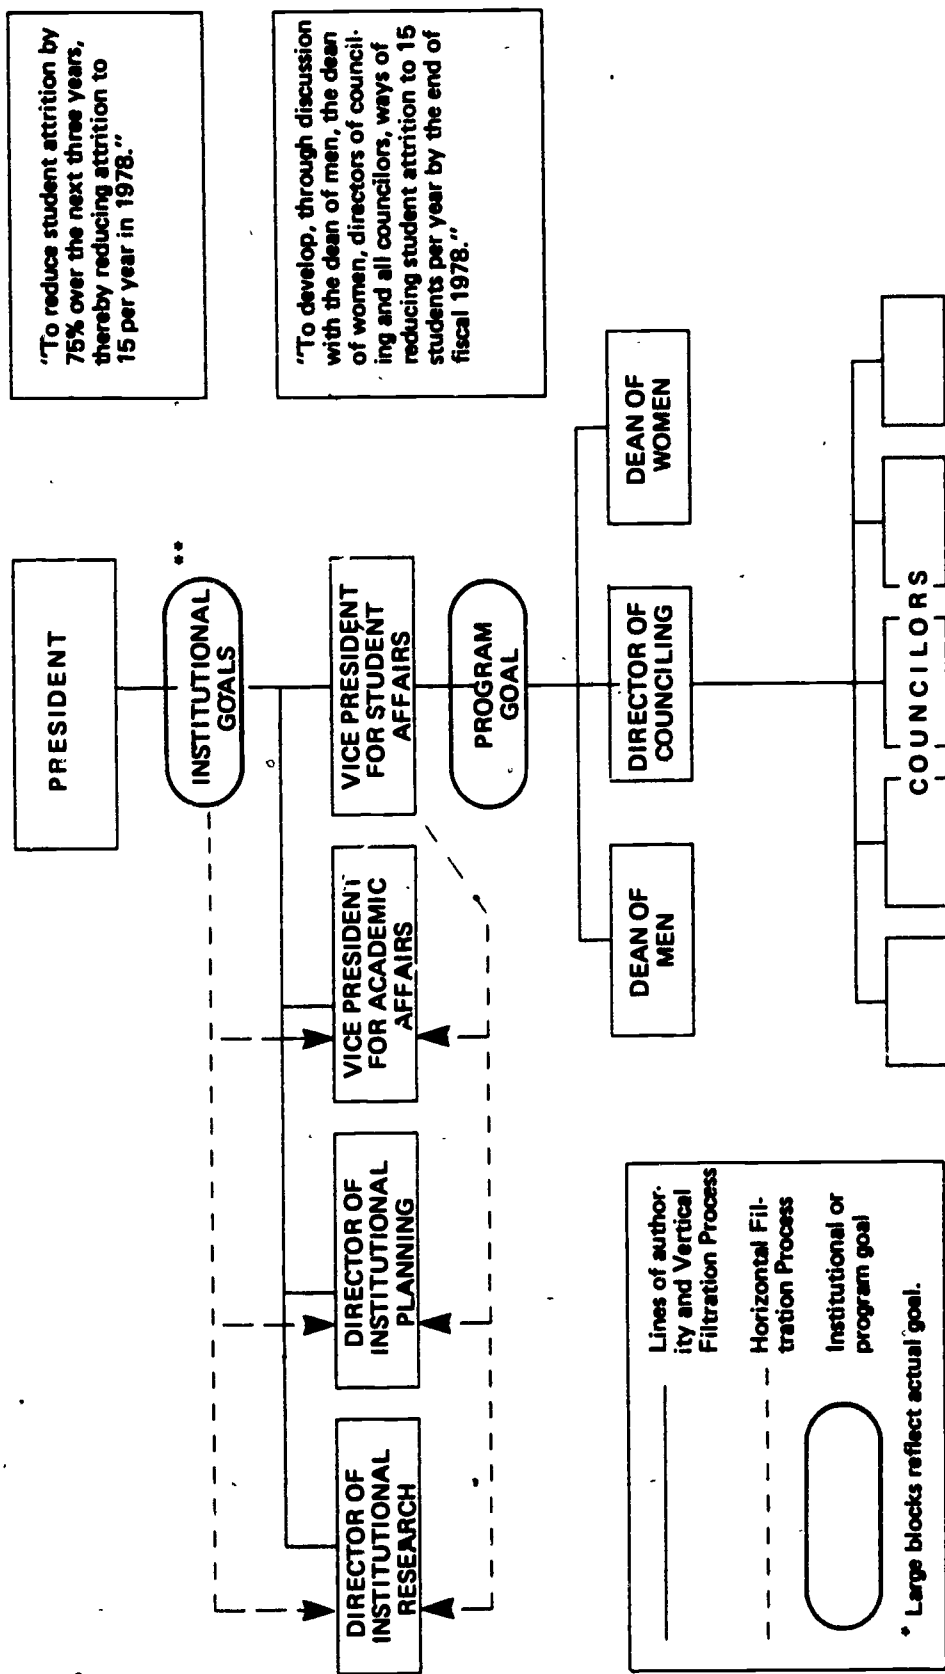 PRESIDENT
"To reduce student attrition by
75% over the next three years,
thereby reducing attrition to
15 per year in 1978."
**
INSTITUTIONAL
GOALS
DIRECTOR OF
INSTITUTIONAL
RESEARCH
DIRECTOR OF
INSTITUTIONAL
PLANNING
VICE PRESIDENT
FOR ACADEMIC
AFFAIRS
VICE PRESIDENT
FOR STUDENT
AFFAIRS
"To develop, through discussion
with the dean of men, the dean
of women, directors of council-
ing and all councilors, ways of
reducing student attrition to 15
students per year by the end of
fiscal 1978."
PROGRAM
GOAL
DEAN OF
MEN
DIRECTOR OF
COUNCILING
DEAN OF
WOMEN
COUNCILORS
Lines of author-
ity and Vertical
Filtration Process
Horizontal Fil-
tration Process
Institutional or
program goal
* Large blocks reflect actual goal.